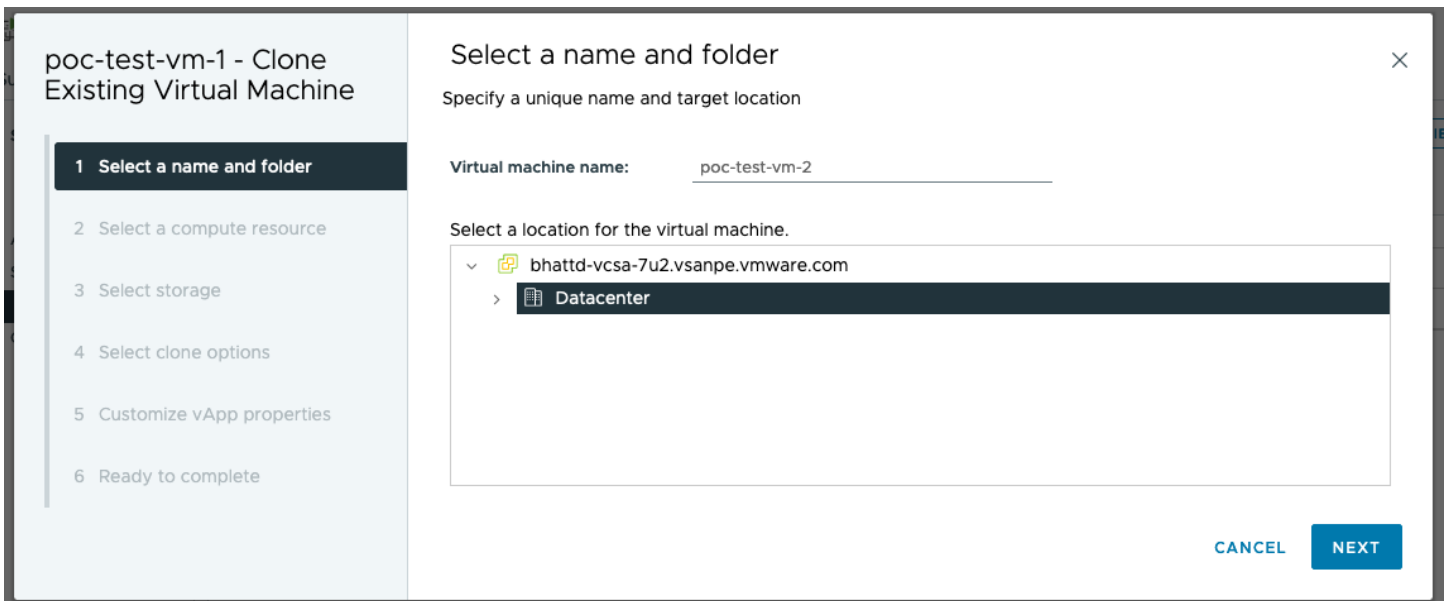 poc-test-vm-1 - Clone
Existing Virtual Machine
1 Select a name and folder
2 Select a compute resource
3 Select storage
4 Select clone options
5 Customize vApp properties
6 Ready to complete
Select a name and folder
Specify a unique name and target location
Virtual machine name: poc-test-vm-2
Select a location for the virtual machine.
bhattd-vcsa-7u2.vsanpe.vmware.com
Datacenter
CANCEL NEXT